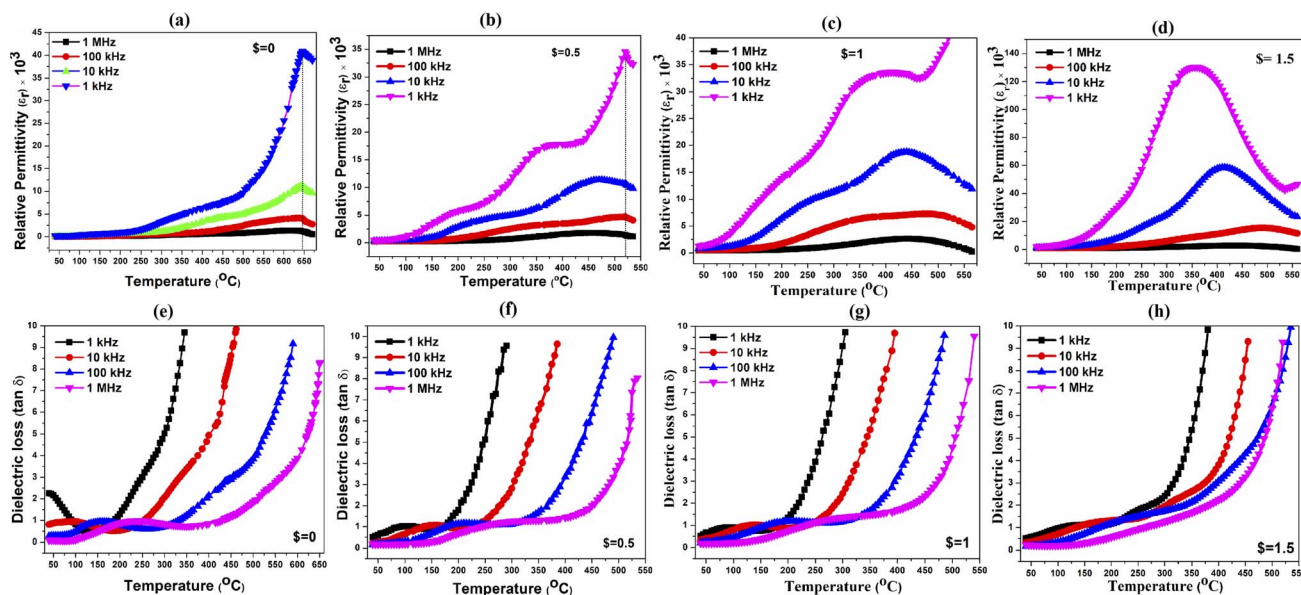 (a)
$=0
1 MHz
100 kHz
10 kHz
1 kHz
Relative Permittivity (εr) × 10³
45
40
35
30
25
20
15
10
5
0
50 100 150 200 250 300 350 400 450 500 550 600 650
Temperature (⁰C)
(b)
$=0.5
1 MHz
100 kHz
10 kHz
1 kHz
Relative Permittivity (εr) × 10³
35
30
25
20
15
10
5
0
50 100 150 200 250 300 350 400 450 500 535
Temperature (°C)
(c)
$=1
1 MHz
100 kHz
10 kHz
1 kHz
Relative Permittivity (εr) × 10³
40
35
30
25
20
15
10
5
0
50 100 150 200 250 300 350 400 450 500 560
Temperature (⁰C)
(d)
$= 1.5
1 MHz
100 kHz
10 kHz
1 kHz
Relative Permittivity (εr) × 10³
140
120
100
80
60
40
20
0
50 100 150 200 250 300 350 400 450 500 560
Temperature (⁰C)
(e)
1 kHz
10 kHz
100 kHz
1 MHz
$=0
Dielectric loss (tan δ)
10
9
8
7
6
5
4
3
2
1
0
50 100 150 200 250 300 350 400 450 500 550 600 650
Temperature (⁰C)
(f)
1 kHz
10 kHz
100 kHz
1 MHz
$=0.5
Dielectric loss (tan δ)
10
9
8
7
6
5
4
3
2
1
0
50 100 150 200 250 300 350 400 450 500 550
Temperature (⁰C)
(g)
1 kHz
10 kHz
100 kHz
1 MHz
$=1
Dielectric loss (tan δ)
10
9
8
7
6
5
4
3
2
1
0
50 100 150 200 250 300 350 400 450 500 550
Temperature (⁰C)
(h)
1 kHz
10 kHz
100 kHz
1 MHz
$=1.5
Dielectric loss (tan δ)
10
9
8
7
6
5
4
3
2
1
0
50 100 150 200 250 300 350 400 450 500 550
Temperature (⁰C)